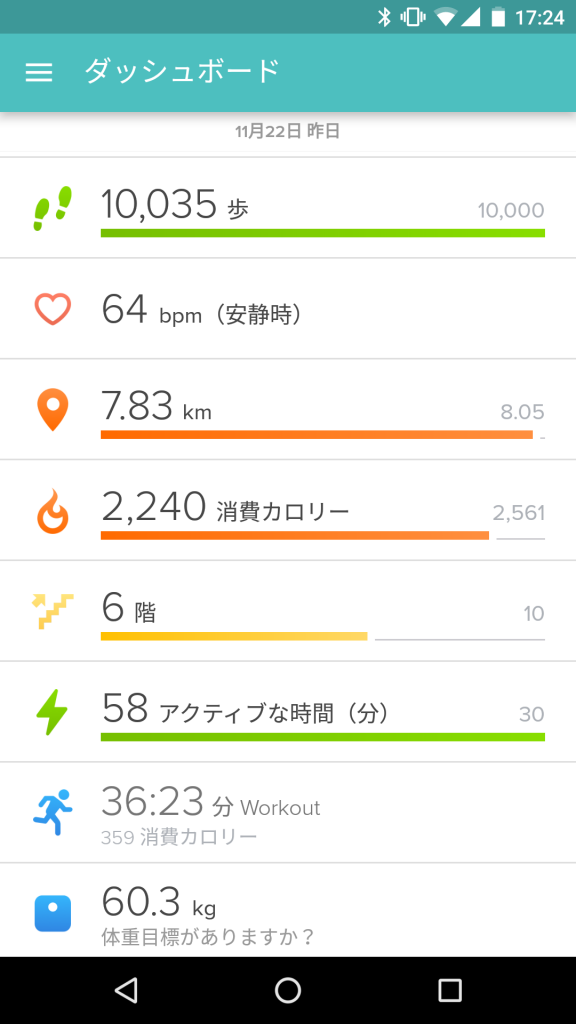 17:24
ダッシュボード
11月22日 昨日
10,035 歩 10,000
64 bpm（安静時）
7.83 km 8.05
2,240 消費カロリー 2,561
6 階 10
58 アクティブな時間（分） 30
36:23 分 Workout
359 消費カロリー
60.3 kg
体重目標がありますか？